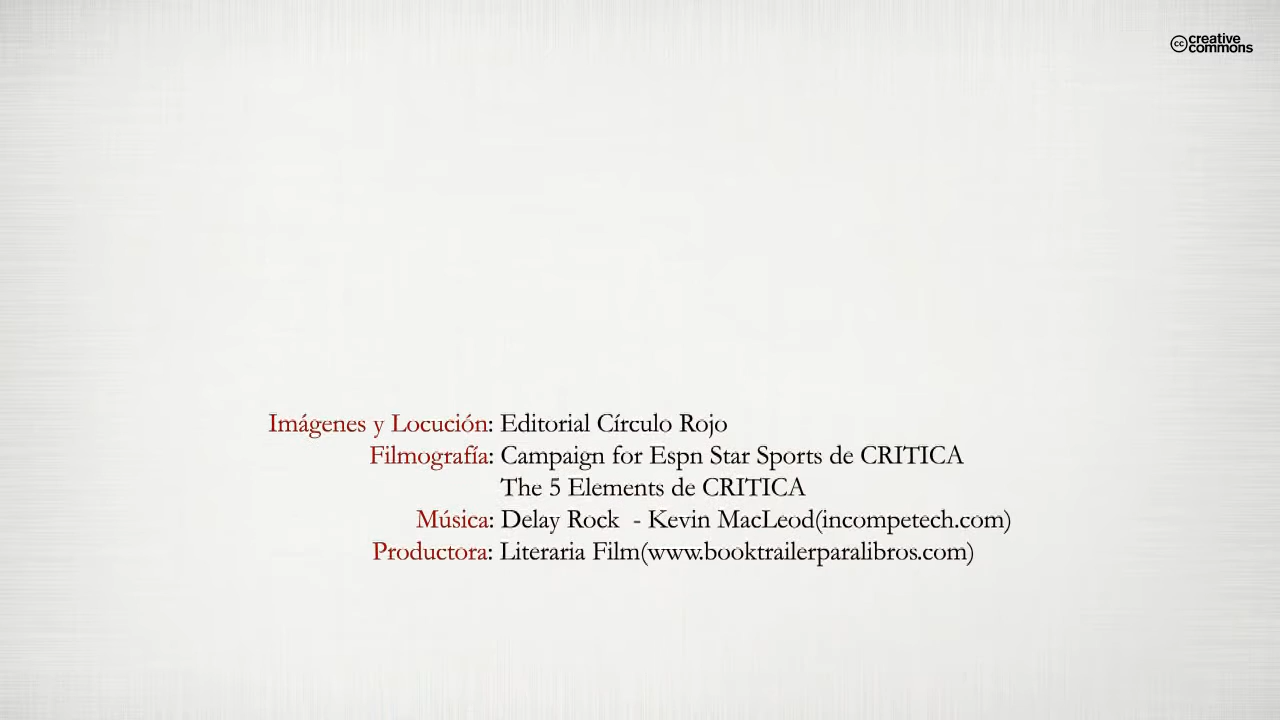 cc creative
commons
Imágenes y Locución: Editorial Círculo Rojo
Filmografía: Campaign for Espn Star Sports de CRITICA
The 5 Elements de CRITICA
Música: Delay Rock - Kevin MacLeod(incompetech.com)
Productora: Literaria Film(www.booktrailerparalibros.com)